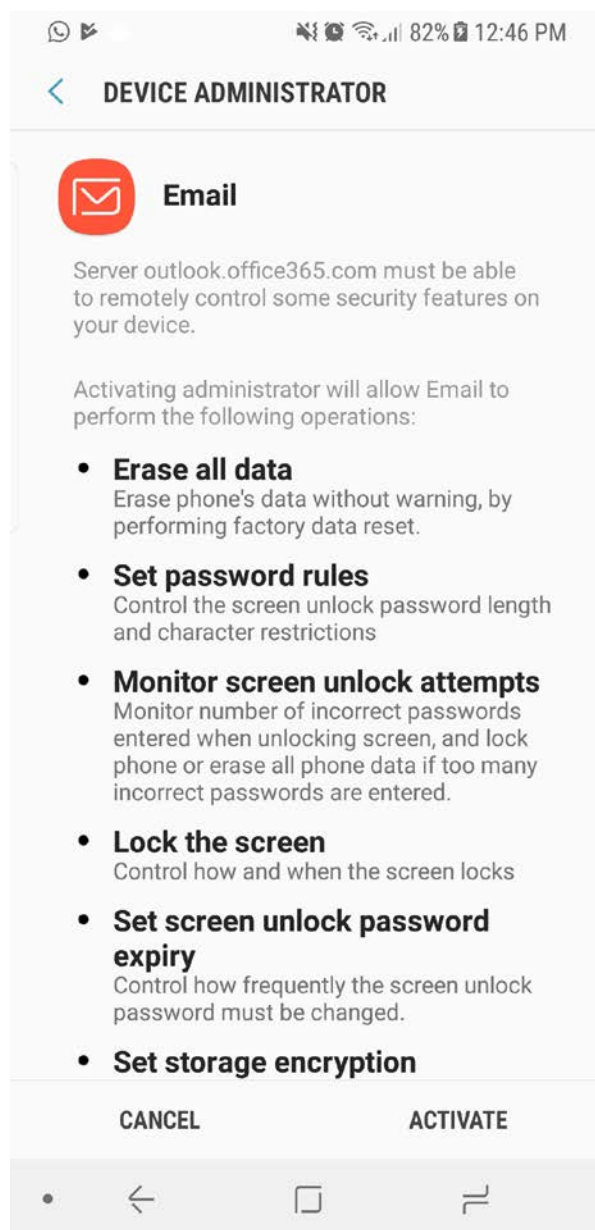 82% 12:46 PM
DEVICE ADMINISTRATOR
Email
Server outlook.office365.com must be able
to remotely control some security features on
your device.
Activating administrator will allow Email to
perform the following operations:
• Erase all data
Erase phone's data without warning, by
performing factory data reset.
• Set password rules
Control the screen unlock password length
and character restrictions
• Monitor screen unlock attempts
Monitor number of incorrect passwords
entered when unlocking screen, and lock
phone or erase all phone data if too many
incorrect passwords are entered.
• Lock the screen
Control how and when the screen locks
• Set screen unlock password
expiry
Control how frequently the screen unlock
password must be changed.
• Set storage encryption
CANCEL ACTIVATE